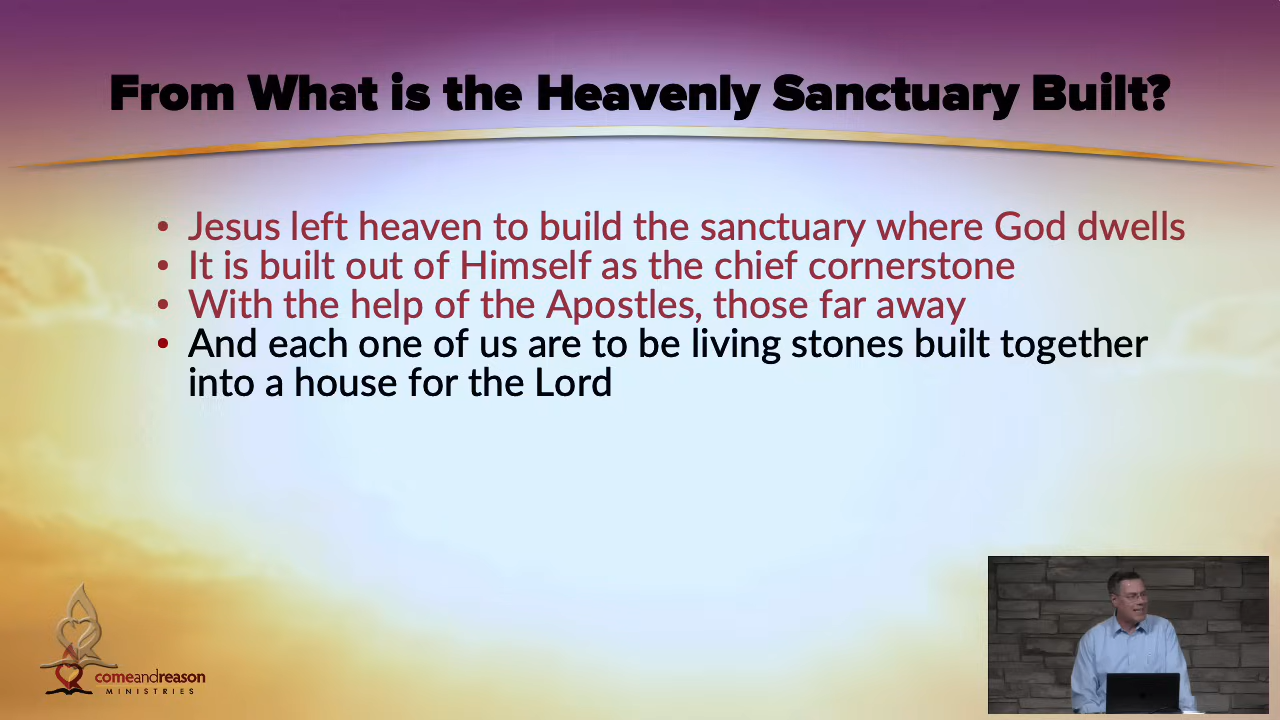 From What is the Heavenly Sanctuary Built?
• Jesus left heaven to build the sanctuary where God dwells
• It is built out of Himself as the chief cornerstone
• With the help of the Apostles, those far away
• And each one of us are to be living stones built together
into a house for the Lord
comeandreason
MINISTRIES